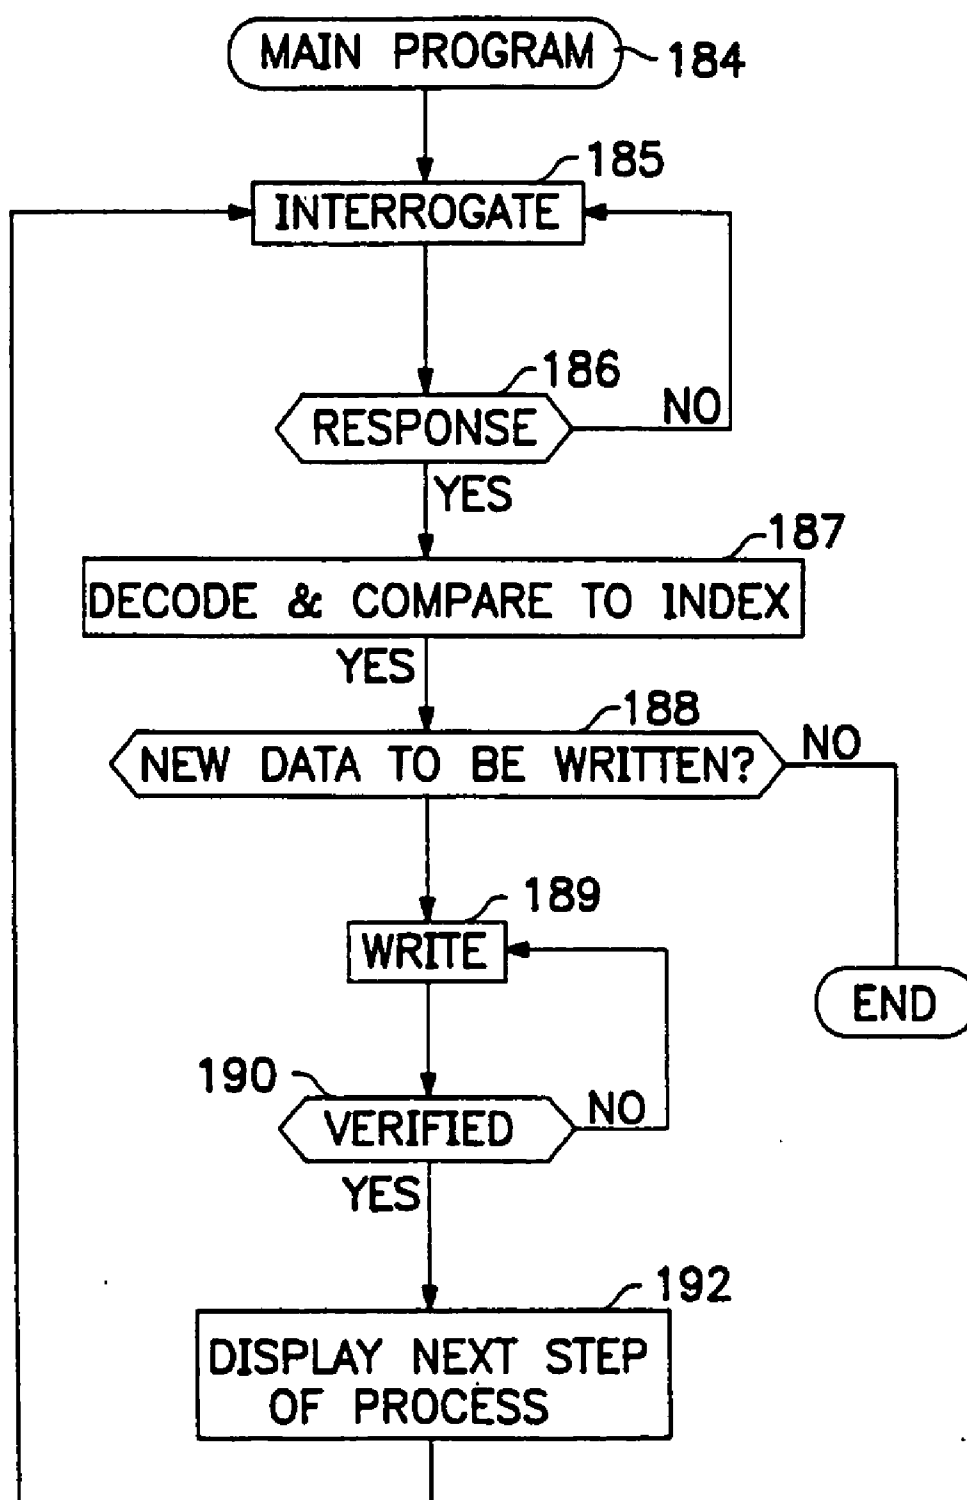 MAIN PROGRAM
184
185
INTERROGATE
186
RESPONSE
NO
YES
187
DECODE & COMPARE TO INDEX
YES
188
NEW DATA TO BE WRITTEN?
NO
189
WRITE
END
190
VERIFIED
NO
YES
192
DISPLAY NEXT STEP
OF PROCESS